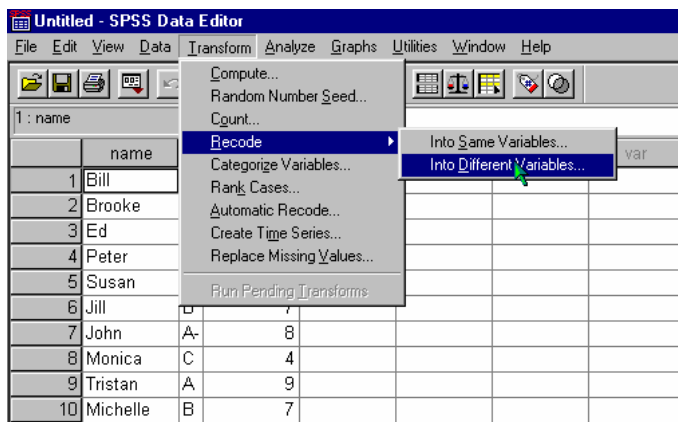 Untitled - SPSS Data Editor
File Edit View Data Transform Analyze Graphs Utilities Window Help
1 : name
Compute...
Random Number Seed...
Count...
Recode
Categorize Variables...
Rank Cases...
Automatic Recode...
Create Time Series...
Replace Missing Values...
Run Pending Transforms
Into Same Variables...
Into Different Variables...
name var
1 Bill
2 Brooke
3 Ed
4 Peter
5 Susan
6 Jill B 7
7 John A- 8
8 Monica C 4
9 Tristan A 9
10 Michelle B 7